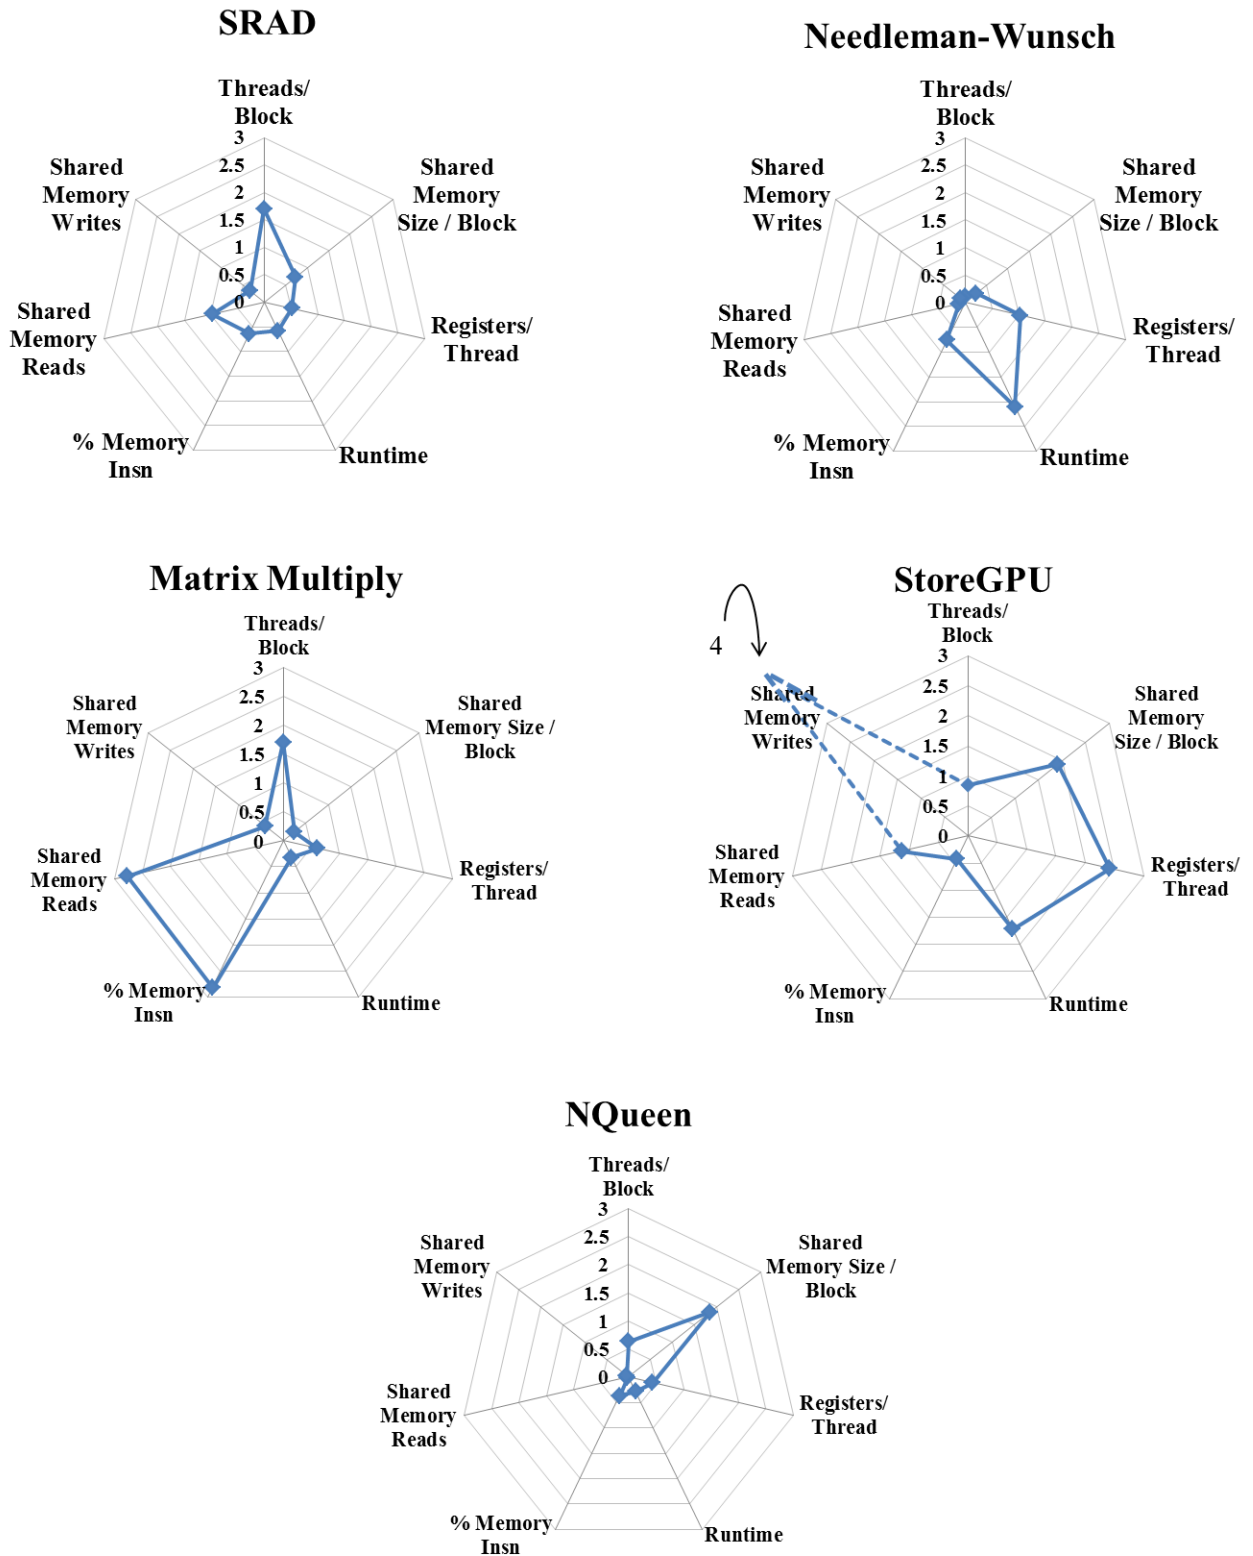 SRAD
Threads/
Block
3
2.5
2
1.5
1
0.5
0
Shared
Memory
Size / Block
Registers/
Thread
Runtime
% Memory
Insn
Shared
Memory
Reads
Shared
Memory
Writes
Needleman-Wunsch
Threads/
Block
3
2.5
2
1.5
1
0.5
0
Shared
Memory
Size / Block
Registers/
Thread
Runtime
% Memory
Insn
Shared
Memory
Reads
Shared
Memory
Writes
Matrix Multiply
Threads/
Block
3
2.5
2
1.5
1
0.5
0
Shared
Memory Size /
Block
Registers/
Thread
Runtime
% Memory
Insn
Shared
Memory
Reads
Shared
Memory
Writes
StoreGPU
Threads/
Block
3
2.5
2
1.5
1
0.5
0
Shared
Memory
Size / Block
Registers/
Thread
Runtime
% Memory
Insn
Shared
Memory
Reads
Shared
Memory
Writes
4
NQueen
Threads/
Block
3
2.5
2
1.5
1
0.5
0
Shared
Memory Size /
Block
Registers/
Thread
Runtime
% Memory
Insn
Shared
Memory
Reads
Shared
Memory
Writes